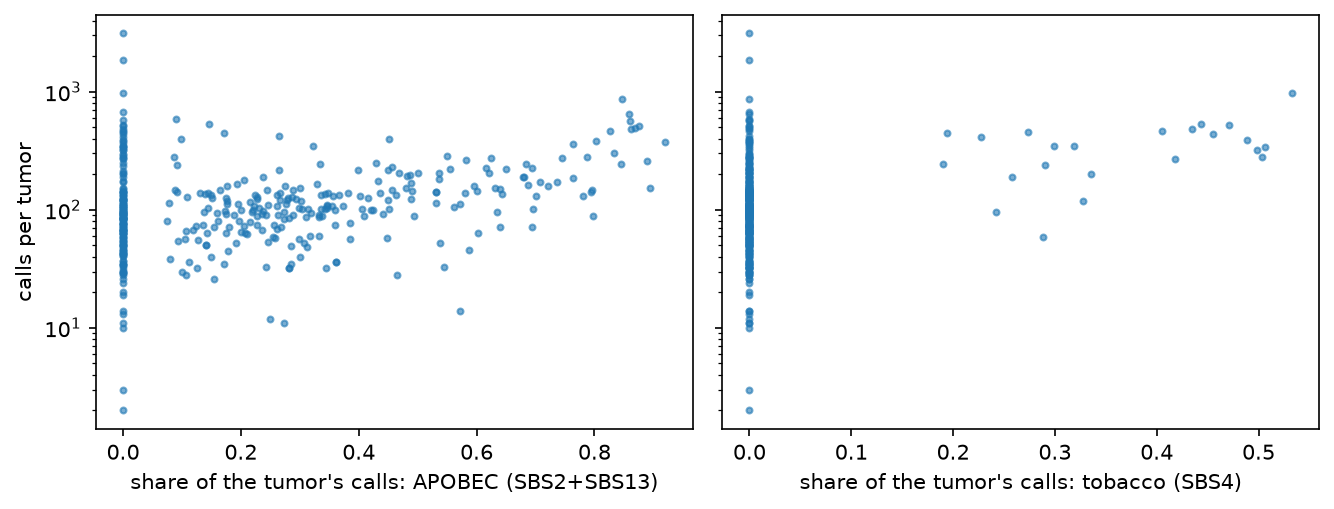 calls per tumor
10³
10²
10¹
0.0 0.2 0.4 0.6 0.8
share of the tumor's calls: APOBEC (SBS2+SBS13)
0.0 0.1 0.2 0.3 0.4 0.5
share of the tumor's calls: tobacco (SBS4)